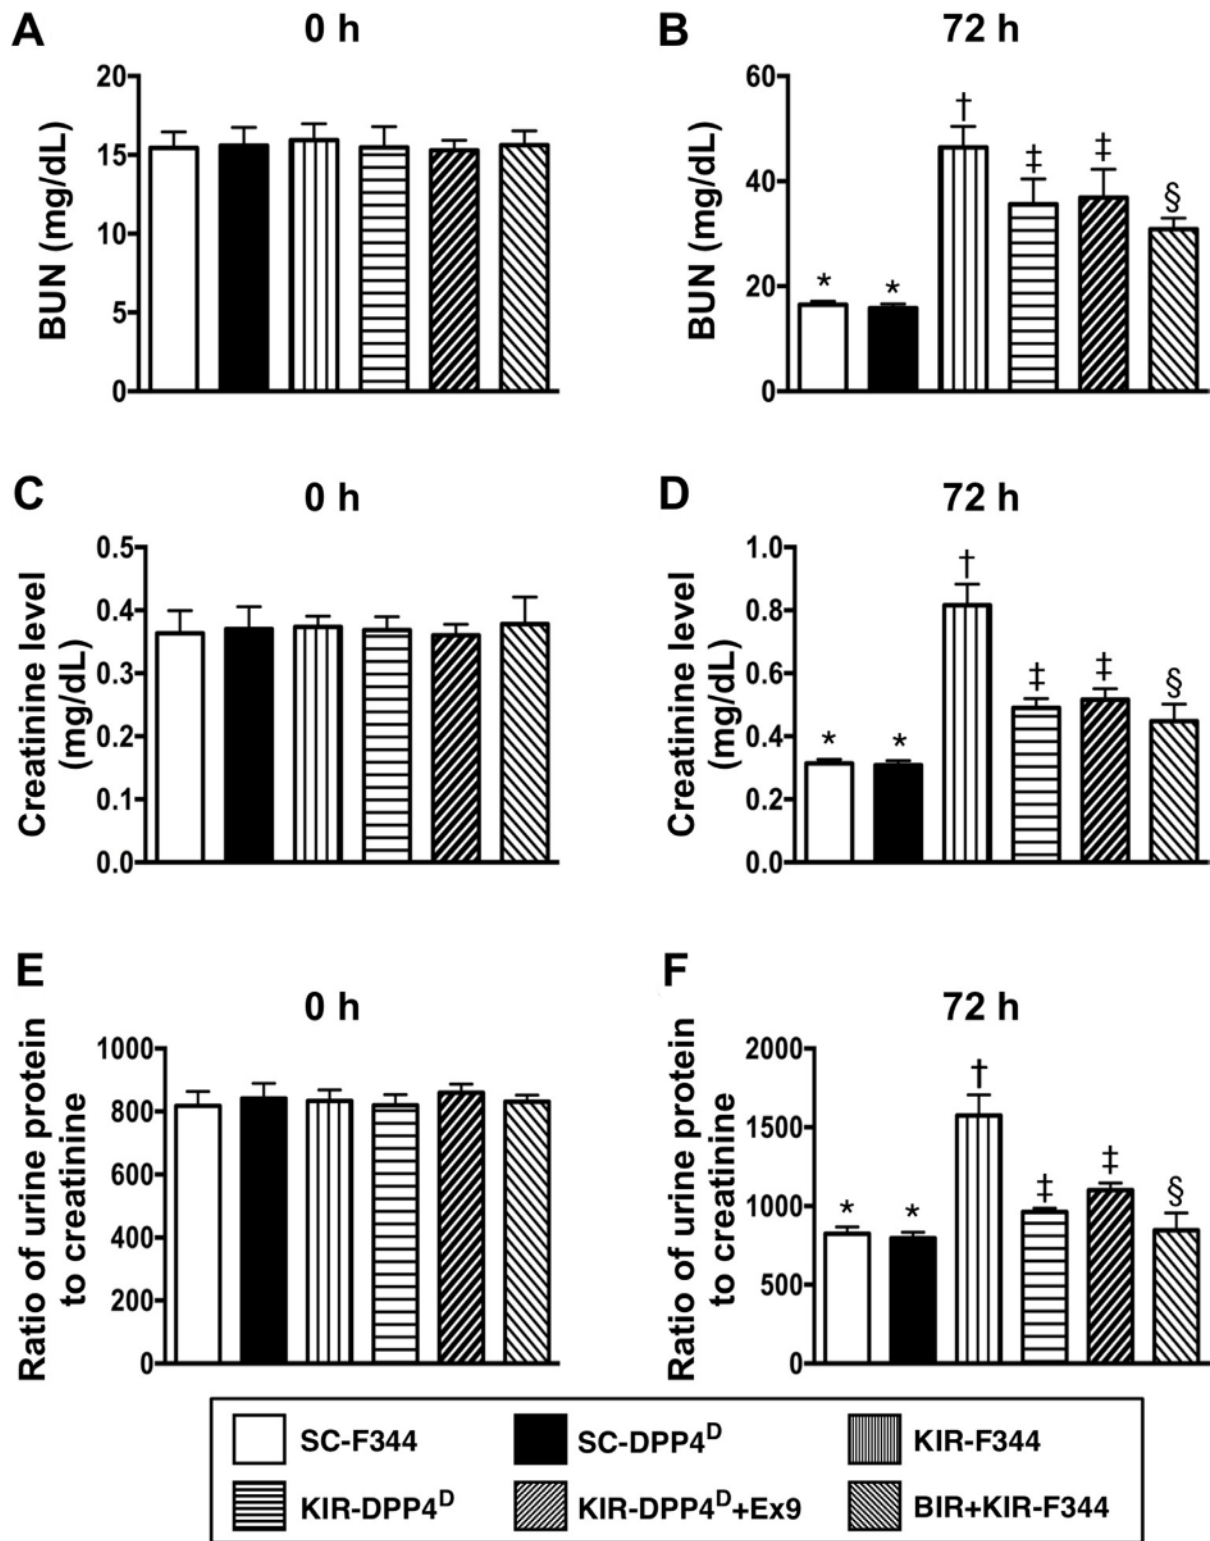 A
0 h
BUN (mg/dL)
20
15
10
5
0
B
72 h
BUN (mg/dL)
60
40
20
0
* * † ‡ ‡ §
C
0 h
Creatinine level
(mg/dL)
0.5
0.4
0.3
0.2
0.1
0.0
D
72 h
Creatinine level
(mg/dL)
1.0
0.8
0.6
0.4
0.2
0.0
* * † ‡ ‡ §
E
0 h
Ratio of urine protein
to creatinine
1000
800
600
400
200
0
F
72 h
Ratio of urine protein
to creatinine
2000
1500
1000
500
0
* * † ‡ ‡ §
SC-F344 SC-DPP4ᴰ KIR-F344
KIR-DPP4ᴰ KIR-DPP4ᴰ+Ex9 BIR+KIR-F344